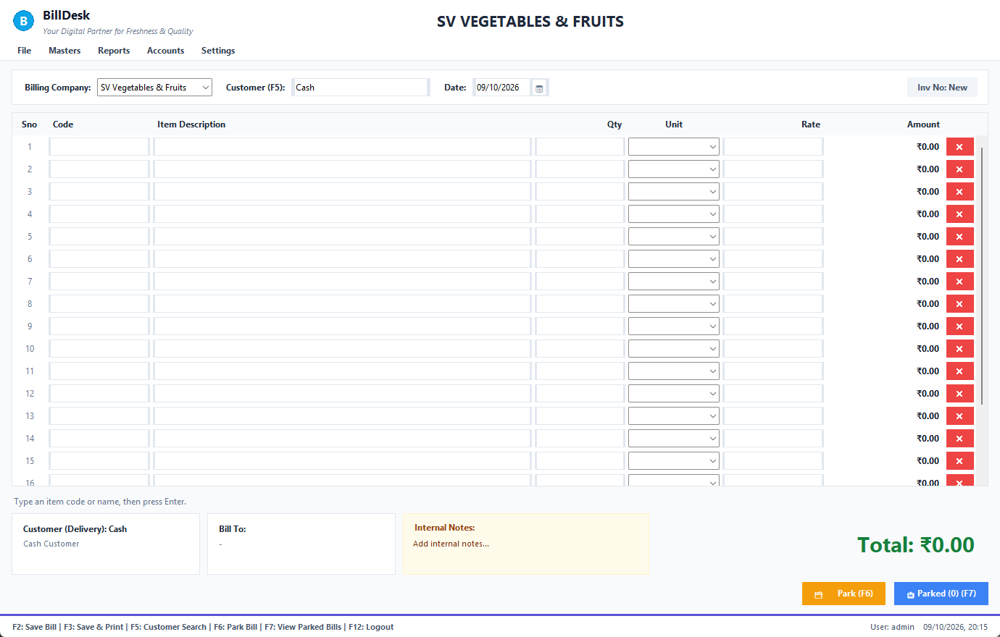 B BillDesk
Your Digital Partner for Freshness & Quality
SV VEGETABLES & FRUITS
File Masters Reports Accounts Settings
Billing Company: SV Vegetables & Fruits Customer (F5): Cash Date: 09/10/2026 Inv No: New
Sno Code Item Description Qty Unit Rate Amount
1 ₹0.00
2 ₹0.00
3 ₹0.00
4 ₹0.00
5 ₹0.00
6 ₹0.00
7 ₹0.00
8 ₹0.00
9 ₹0.00
10 ₹0.00
11 ₹0.00
12 ₹0.00
13 ₹0.00
14 ₹0.00
15 ₹0.00
16 ₹0.00
Type an item code or name, then press Enter.
Customer (Delivery): Cash
Cash Customer
Bill To:
-
Internal Notes:
Add internal notes...
Total: ₹0.00
Park (F6) Parked (0) (F7)
F2: Save Bill | F3: Save & Print | F5: Customer Search | F6: Park Bill | F7: View Parked Bills | F12: Logout User: admin 09/10/2026, 20:15